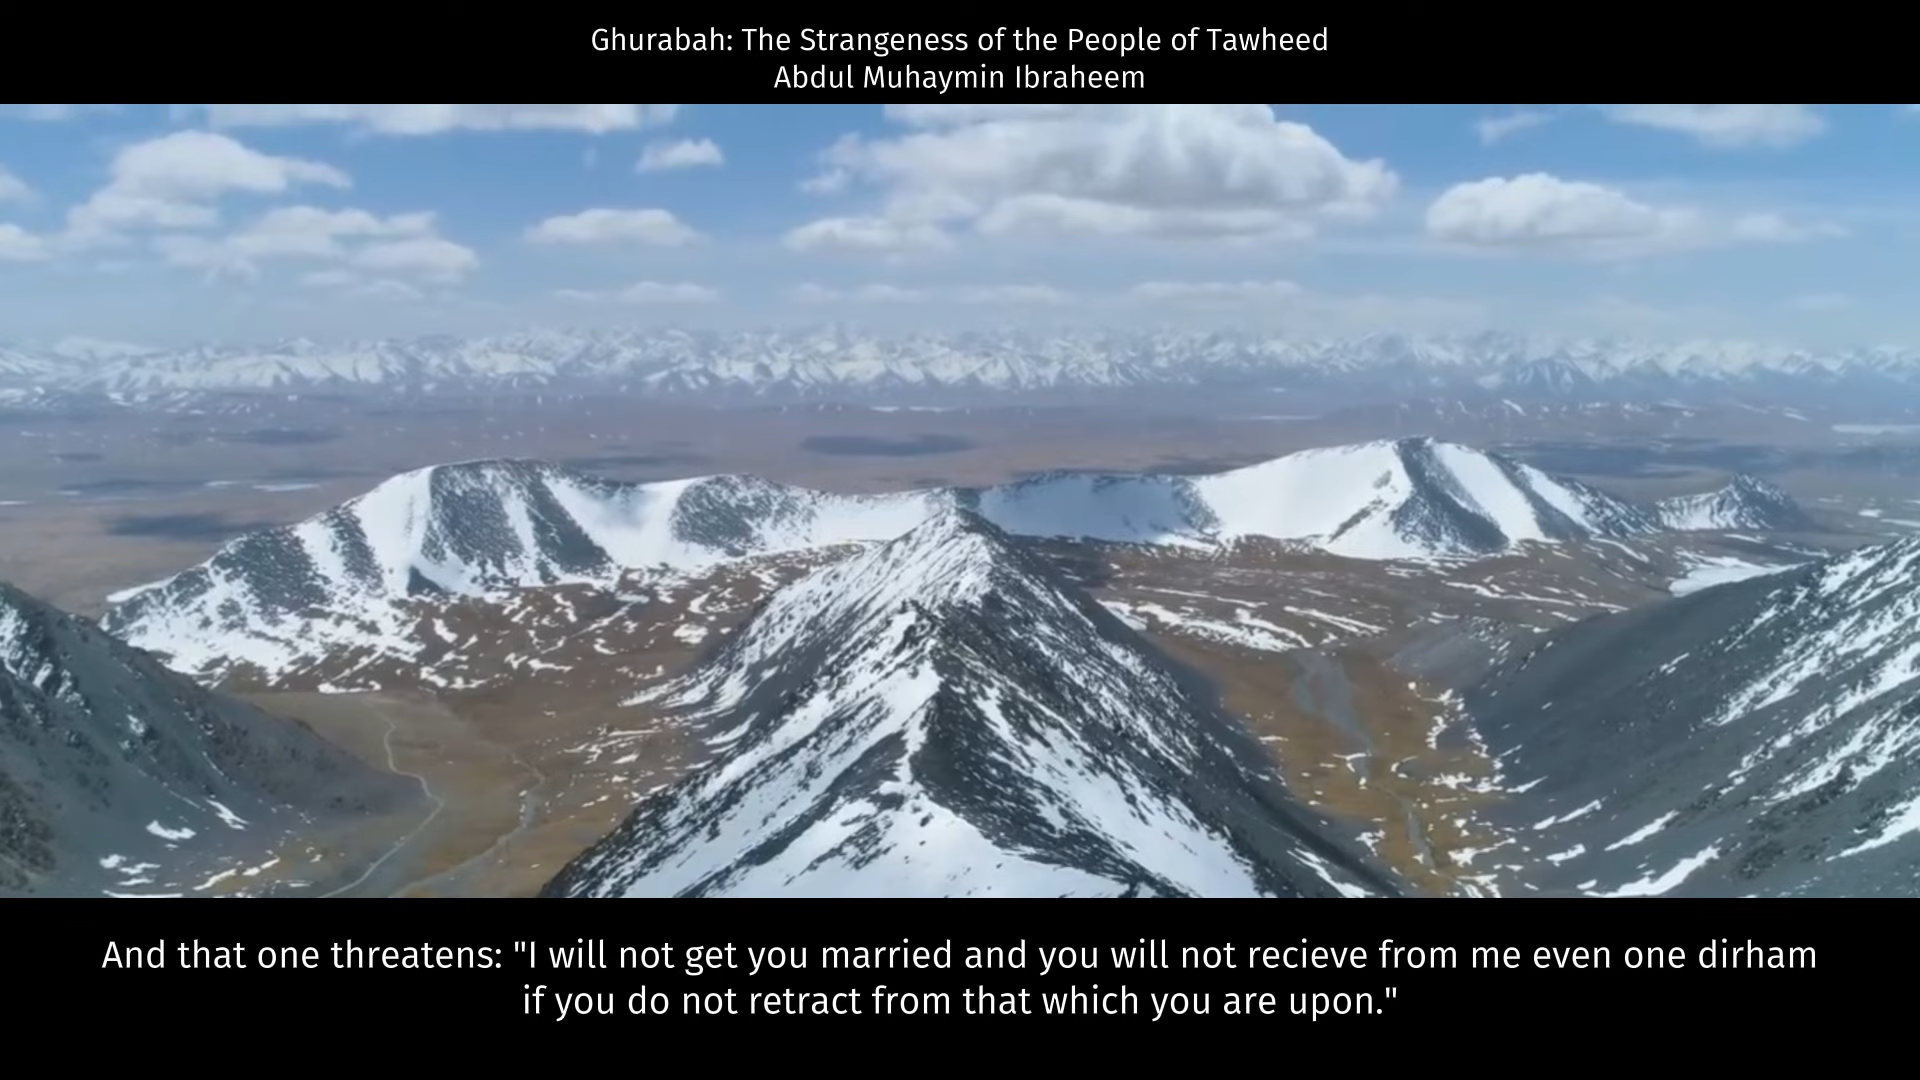 Ghurabah: The Strangeness of the People of Tawheed
Abdul Muhaymin Ibraheem
And that one threatens: "I will not get you married and you will not recieve from me even one dirham
if you do not retract from that which you are upon."